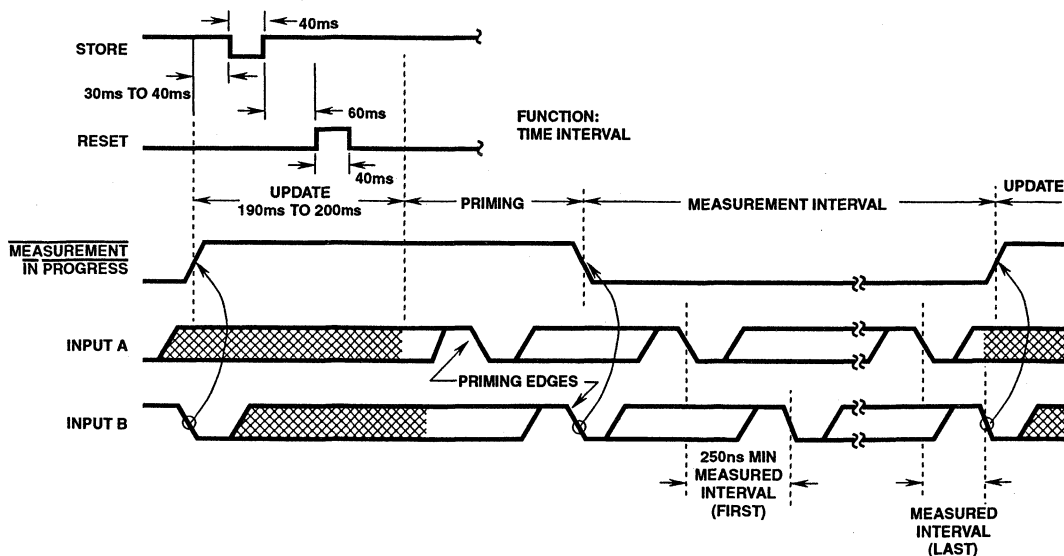 40ms
STORE
30ms TO 40ms
60ms
FUNCTION:
TIME INTERVAL
RESET
40ms
UPDATE
190ms TO 200ms
PRIMING
MEASUREMENT INTERVAL
UPDATE
MEASUREMENT
IN PROGRESS
INPUT A
PRIMING EDGES
INPUT B
250ns MIN
MEASURED
INTERVAL
(FIRST)
MEASURED
INTERVAL
(LAST)